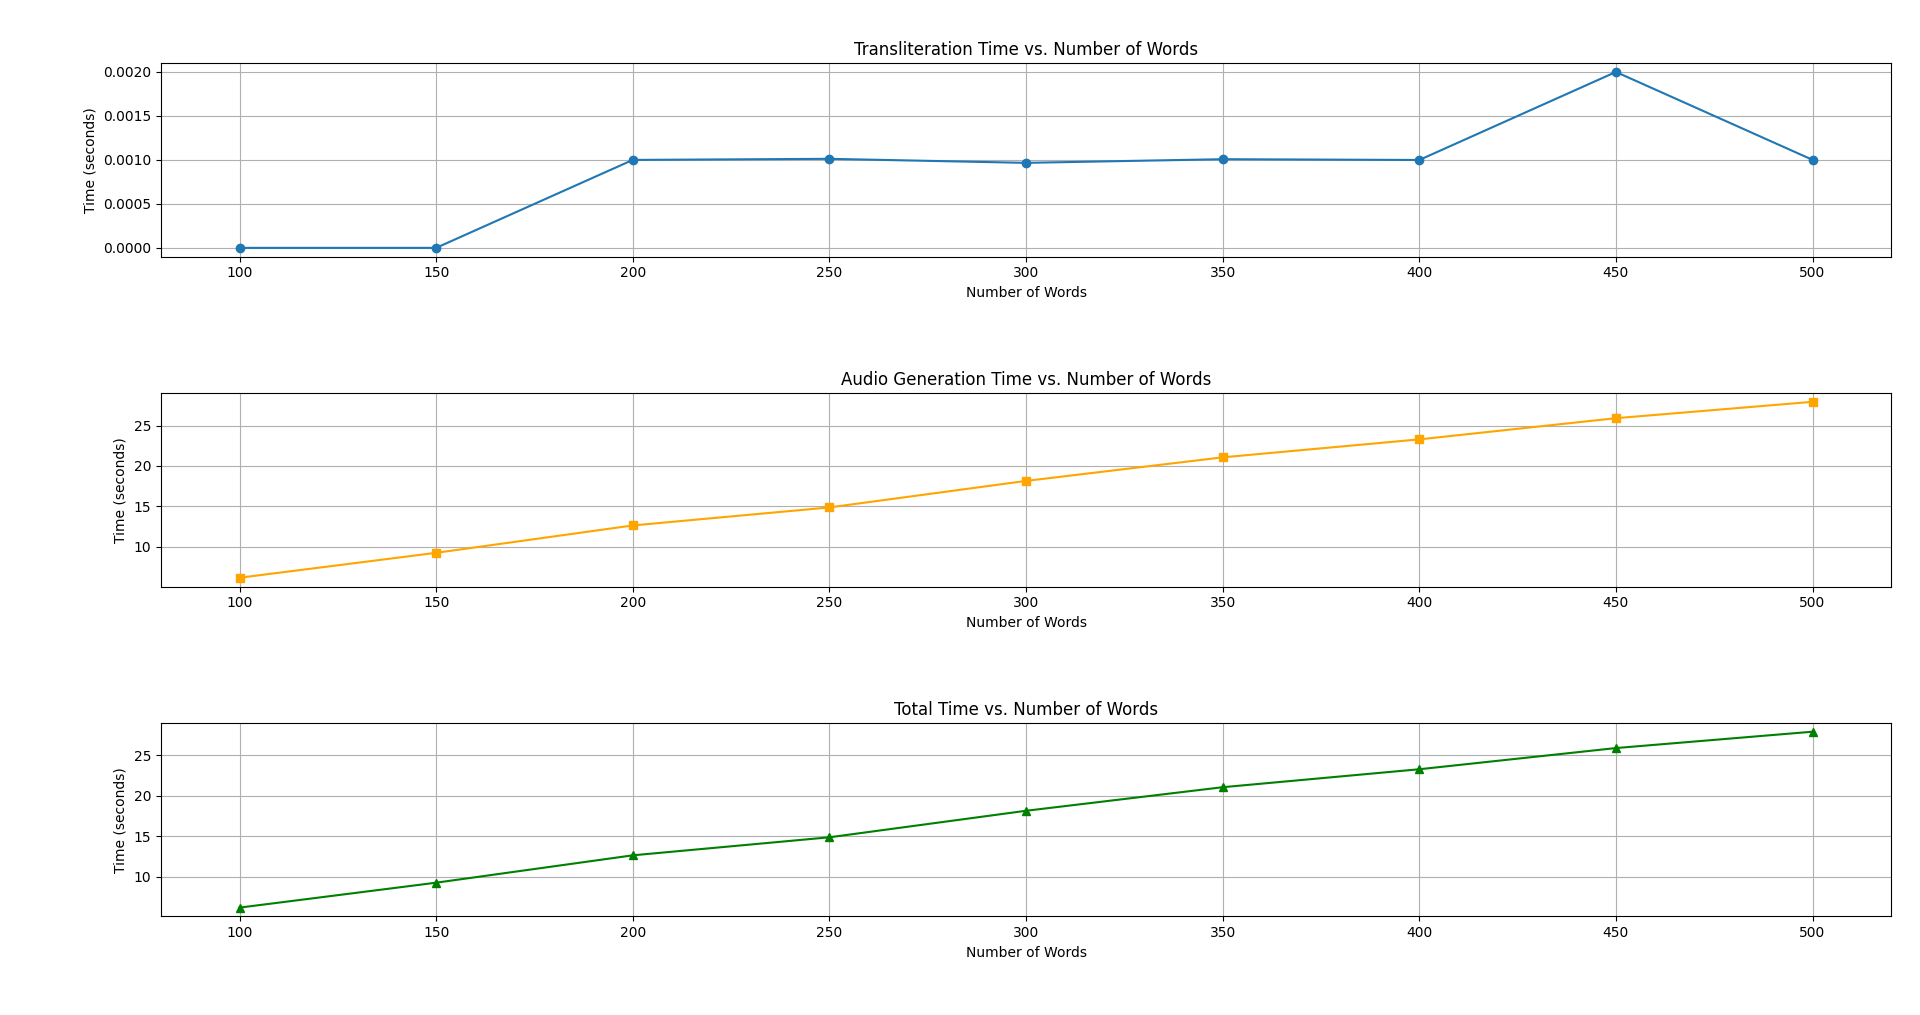 Transliteration Time vs. Number of Words
Time (seconds)
0.0020
0.0015
0.0010
0.0005
0.0000
100 150 200 250 300 350 400 450 500
Number of Words
Audio Generation Time vs. Number of Words
Time (seconds)
25
20
15
10
100 150 200 250 300 350 400 450 500
Number of Words
Total Time vs. Number of Words
Time (seconds)
25
20
15
10
100 150 200 250 300 350 400 450 500
Number of Words